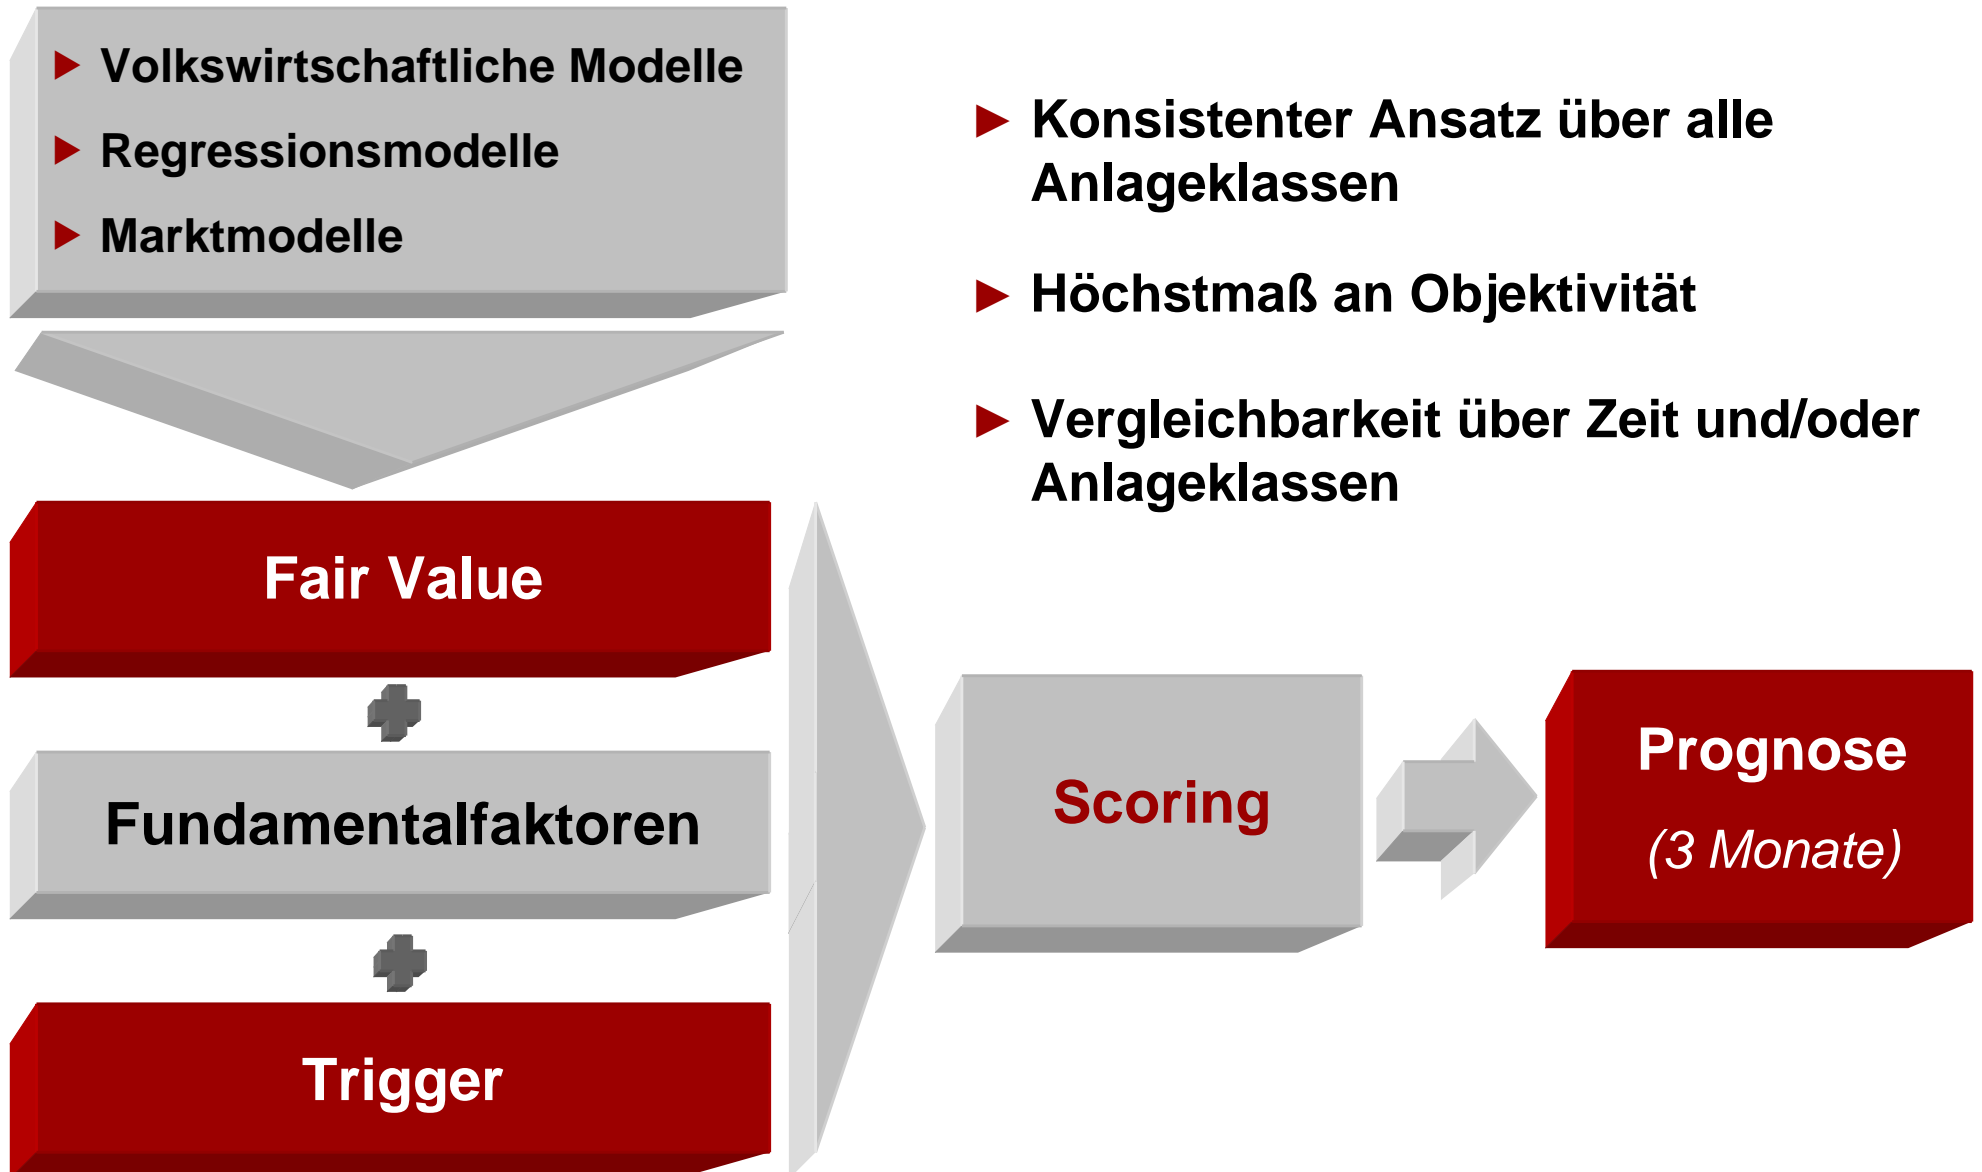 Volkswirtschaftliche Modelle
Regressionsmodelle
Marktmodelle
Konsistenter Ansatz über alle
Anlageklassen
Höchstmaß an Objektivität
Vergleichbarkeit über Zeit und/oder
Anlageklassen
Fair Value
Fundamentalfaktoren
Trigger
Scoring
Prognose
(3 Monate)